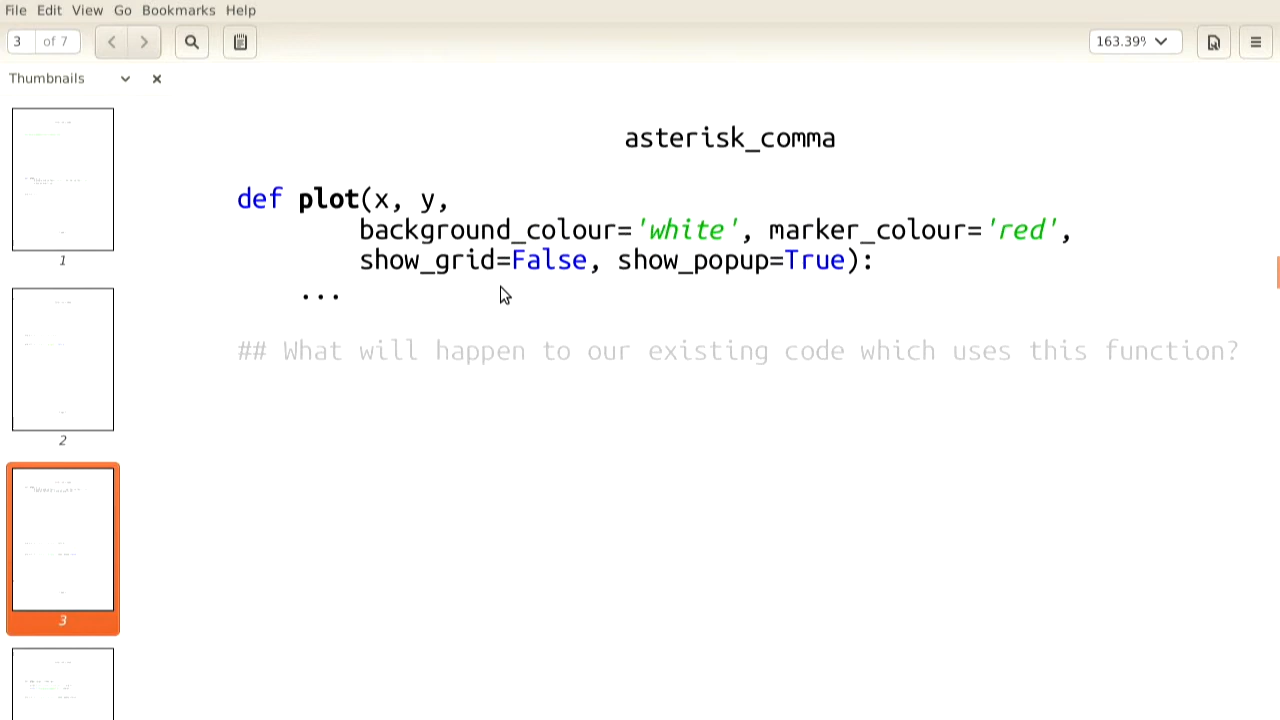 File Edit View Go Bookmarks Help
3 of 7
163.39%
Thumbnails
asterisk_comma
def plot(x, y,
background_colour='white', marker_colour='red',
show_grid=False, show_popup=True):
...
## What will happen to our existing code which uses this function?
1
2
3